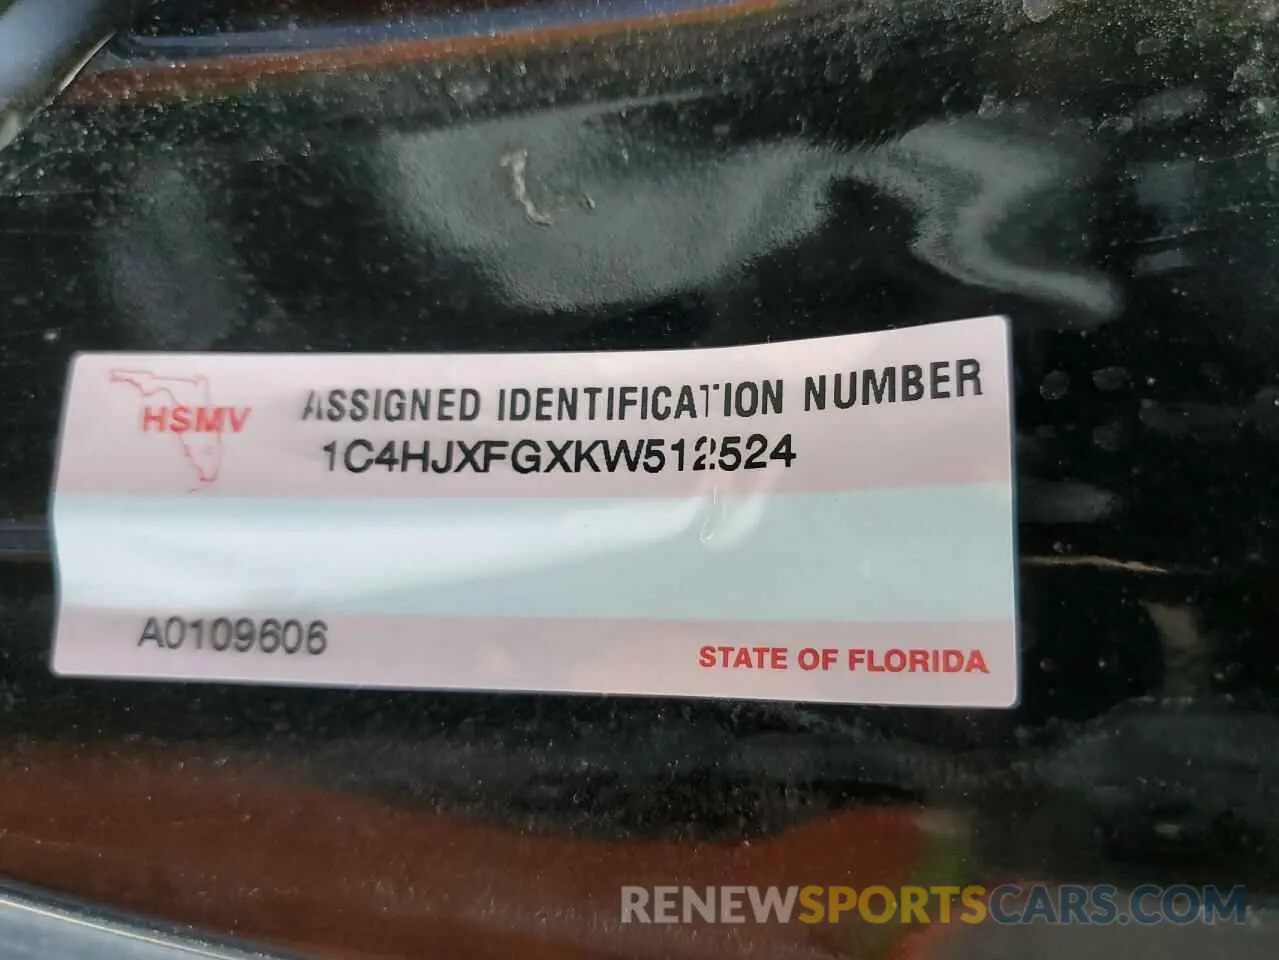 HSMV
ASSIGNED IDENTIFICATION NUMBER
1C4HJXFGXKW512524
A0109606
STATE OF FLORIDA
RENEWSPORTSCARS.COM